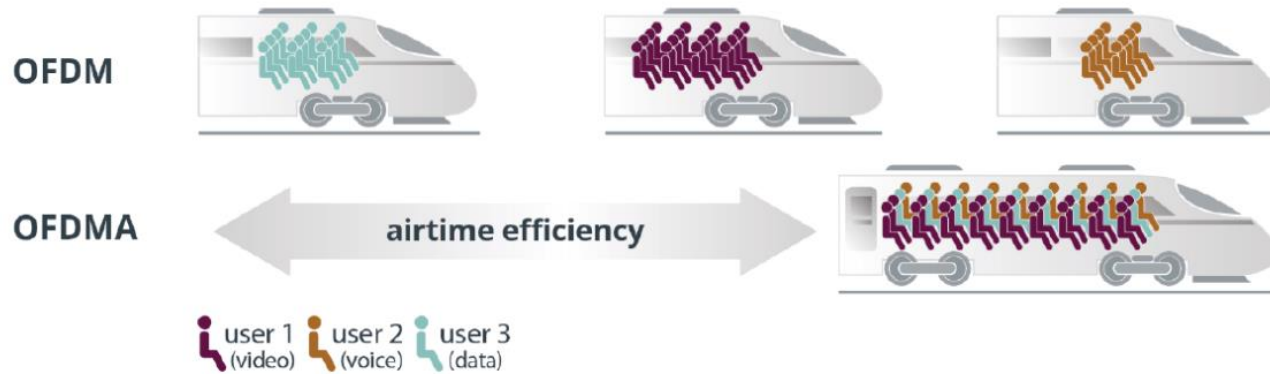 OFDM
OFDMA
airtime efficiency
user 1 user 2 user 3
(video) (voice) (data)